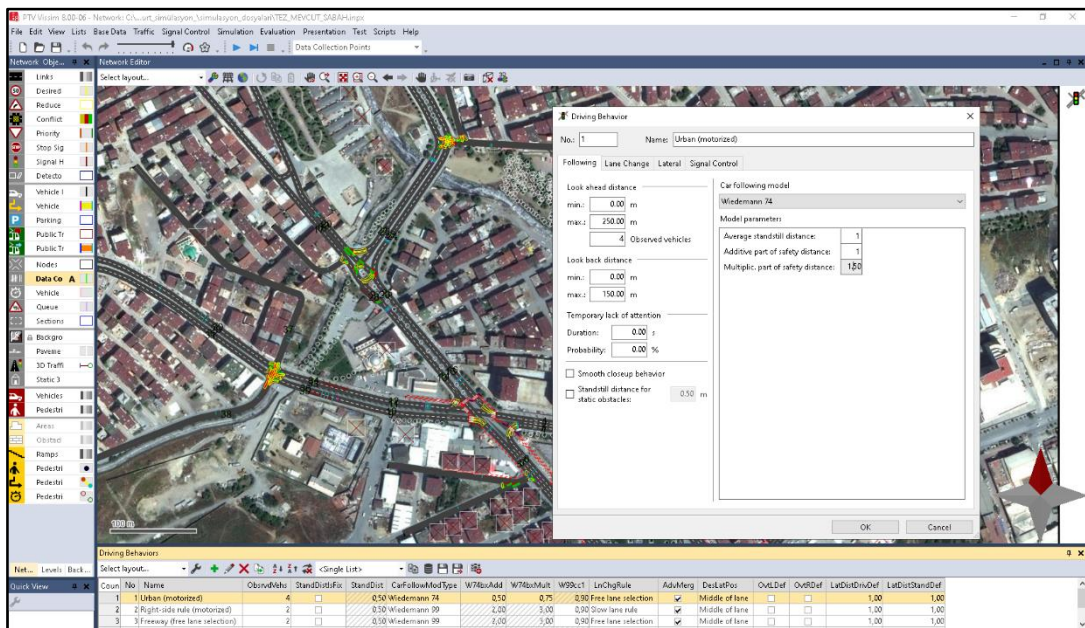 PTV Vissim 8.00-06 - Network: C:\...urt_simülasyon_\simulasyon_dosyalari\TEZ_MEVCUT_SABAH.inpx
File Edit View Lists Base Data Traffic Signal Control Simulation Evaluation Presentation Test Scripts Help
Data Collection Points
Network Obje...
Network Editor
Select layout...
Links
Desired
Reduce
Conflict
Priority
Stop Sig
Signal H
Detecto
Vehicle I
Vehicle
Parking
Public Tr
Public Tr
Nodes
Data Co A
Vehicle
Queue
Sections
Backgro
Paveme
3D Traffi
Static 3
Vehicles
Pedestri
Areas
Obstacl
Ramps
Pedestri
Pedestri
Pedestri
Net... Levels Back...
Quick View
100 m
38
Driving Behavior
No.: 1 Name: Urban (motorized)
Following Lane Change Lateral Signal Control
Look ahead distance
min.: 0.00 m
max.: 250.00 m
4 Observed vehicles
Look back distance
min.: 0.00 m
max.: 150.00 m
Temporary lack of attention
Duration: 0.00 s
Probability: 0.00 %
Smooth closeup behavior
Standstill distance for
static obstacles: 0.50 m
Car following model
Wiedemann 74
Model parameters
Average standstill distance: 1
Additive part of safety distance: 1
Multiplic. part of safety distance: 1.50
OK Cancel
Driving Behaviors
Select layout... <Single List>
Coun No Name ObsrvdVehs StandDistIsFix StandDist CarFollowModType W74bxAdd W74bxMult W99cc1 LnChgRule AdvMerg DesLatPos OvtLDef OvtRDef LatDistDrivDef LatDistStandDef
1 1 Urban (motorized) 4 0,50 Wiedemann 74 0,50 0,75 0,90 Free lane selection Middle of lane 1,00 1,00
2 2 Right-side rule (motorized) 2 0,50 Wiedemann 99 2,00 3,00 0,90 Slow lane rule Middle of lane 1,00 1,00
3 3 Freeway (free lane selection) 2 0,50 Wiedemann 99 2,00 3,00 0,90 Free lane selection Middle of lane 1,00 1,00